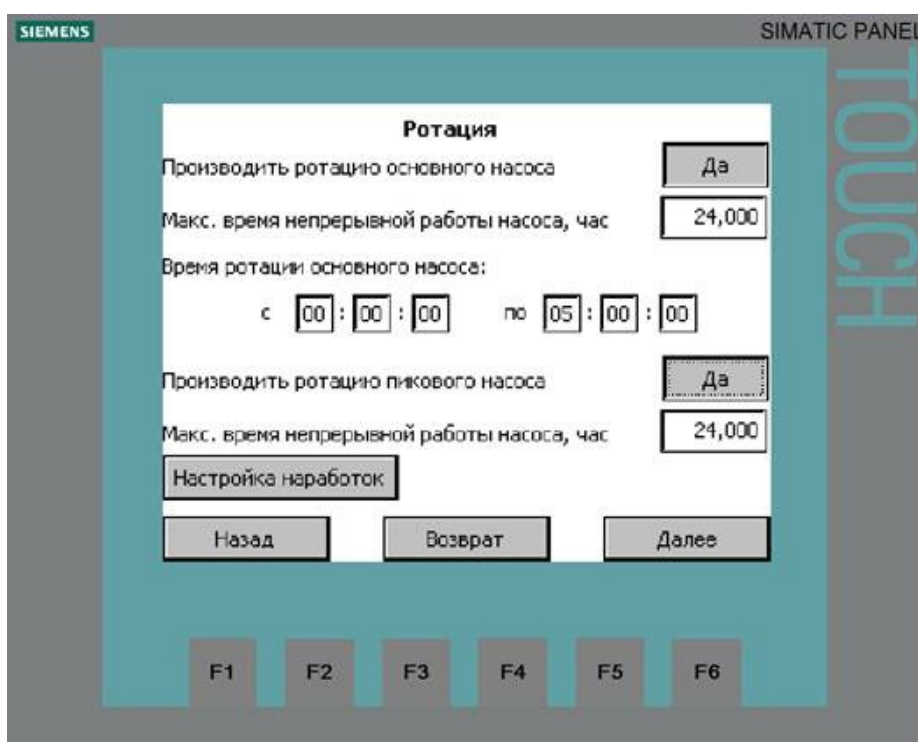 SIEMENS
SIMATIC PANEL
TOUCH
Ротация
Производить ротацию основного насоса Да
Макс. время непрерывной работы насоса, час 24,000
Время ротации основного насоса:
с 00 : 00 : 00 по 05 : 00 : 00
Производить ротацию пикового насоса Да
Макс. время непрерывной работы насоса, час 24,000
Настройка наработок
Назад Возврат Далее
F1 F2 F3 F4 F5 F6